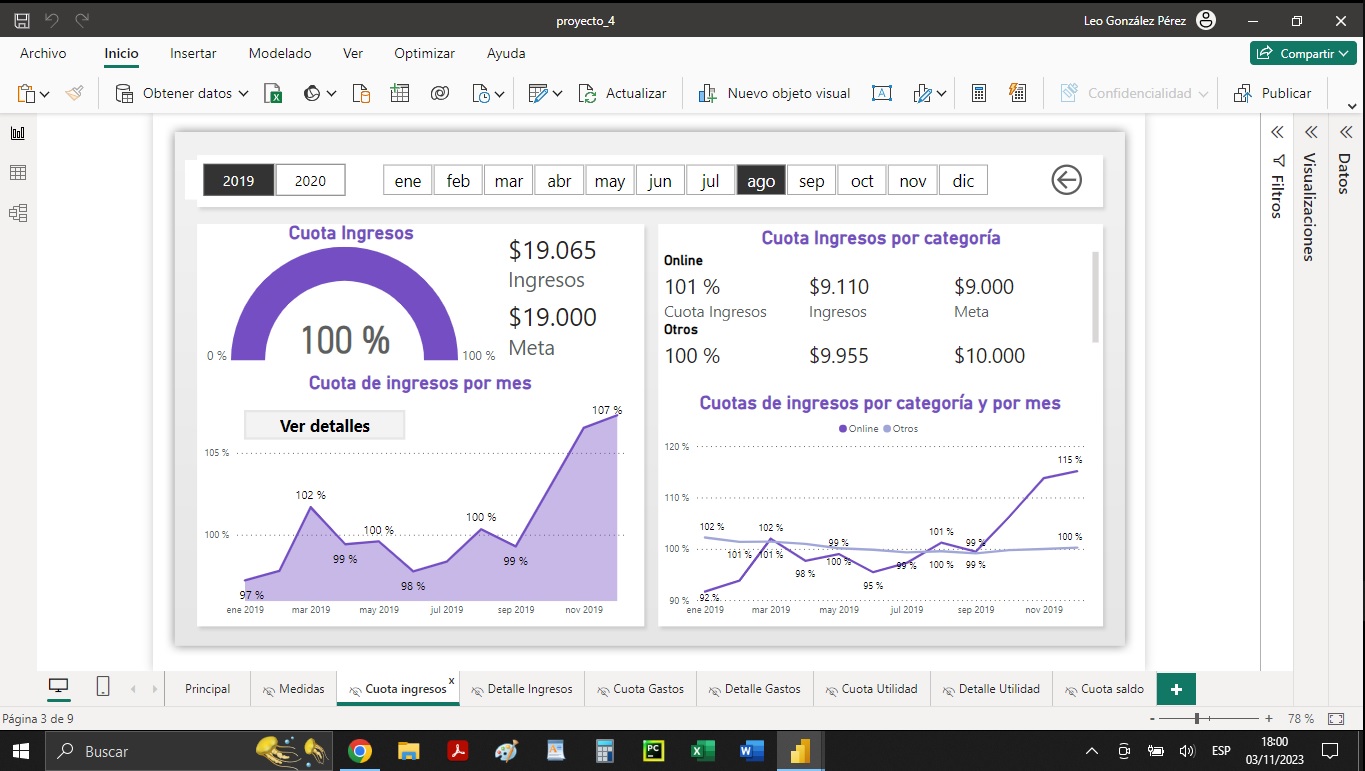 proyecto_4
Leo González Pérez
Archivo Inicio Insertar Modelado Ver Optimizar Ayuda
Compartir
Obtener datos Actualizar Nuevo objeto visual Confidencialidad Publicar
2019 2020 ene feb mar abr may jun jul ago sep oct nov dic
Cuota Ingresos
$19.065
Ingresos
$19.000
Meta
100 %
0 % 100 %
Cuota de ingresos por mes
Ver detalles
107 %
105 %
102 %
100 %
100 %
100 %
99 %
99 %
98 %
97 %
ene 2019 mar 2019 may 2019 jul 2019 sep 2019 nov 2019
Cuota Ingresos por categoría
Online
101 % $9.110 $9.000
Cuota Ingresos Ingresos Meta
Otros
100 % $9.955 $10.000
Cuotas de ingresos por categoría y por mes
Online Otros
120 %
115 %
110 %
102 % 102 % 101 % 100 %
100 % 99 % 99 %
101 % 101 % 100 % 99 % 100 % 99 %
98 % 95 %
90 % 92 %
ene 2019 mar 2019 may 2019 jul 2019 sep 2019 nov 2019
Filtros
Visualizaciones
Datos
Principal Medidas Cuota ingresos x Detalle Ingresos Cuota Gastos Detalle Gastos Cuota Utilidad Detalle Utilidad Cuota saldo +
Página 3 de 9
- + 78 %
Buscar
PC
ESP
18:00
03/11/2023